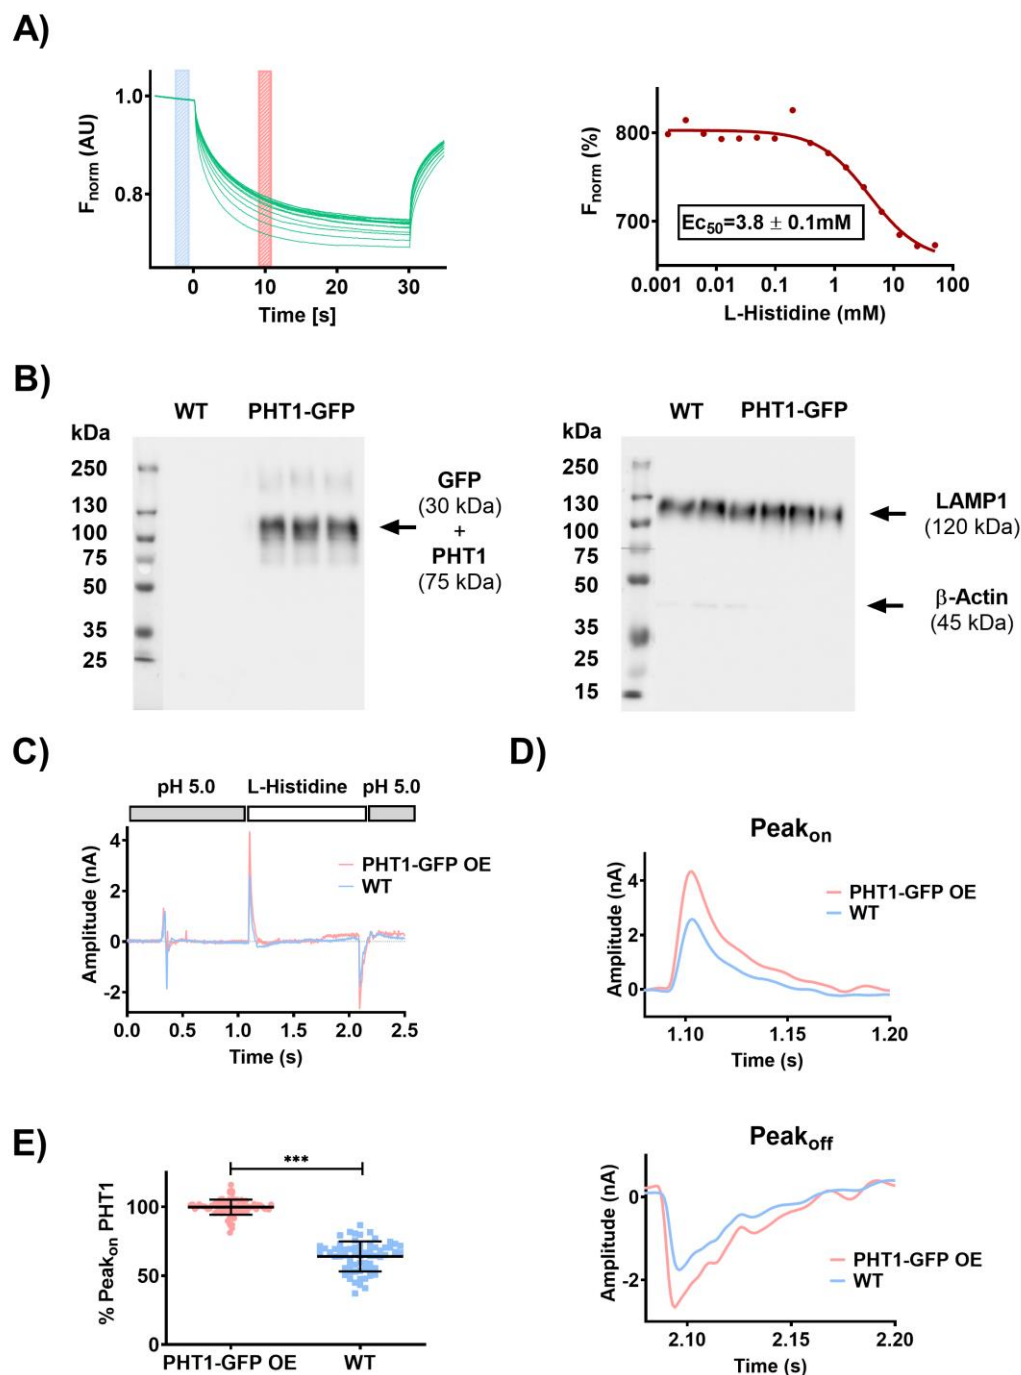 A)
1.0
0.8
Fnorm (AU)
0 10 20 30
Time [s]
800
700
Fnorm (%)
Ec50=3.8 ± 0.1mM
0.001 0.01 0.1 1 10 100
L-Histidine (mM)
B)
WT PHT1-GFP
kDa
250
130
100
75
50
35
25
GFP
(30 kDa)
+
PHT1
(75 kDa)
WT PHT1-GFP
kDa
250
130
100
75
50
35
25
15
LAMP1
(120 kDa)
β-Actin
(45 kDa)
C)
pH 5.0 L-Histidine pH 5.0
4
2
0
-2
Amplitude (nA)
PHT1-GFP OE
WT
0.0 0.5 1.0 1.5 2.0 2.5
Time (s)
D)
Peakon
4
2
0
Amplitude (nA)
PHT1-GFP OE
WT
1.10 1.15 1.20
Time (s)
Peakoff
0
-2
Amplitude (nA)
PHT1-GFP OE
WT
2.10 2.15 2.20
Time (s)
E)
***
100
50
0
% Peakon PHT1
PHT1-GFP OE WT